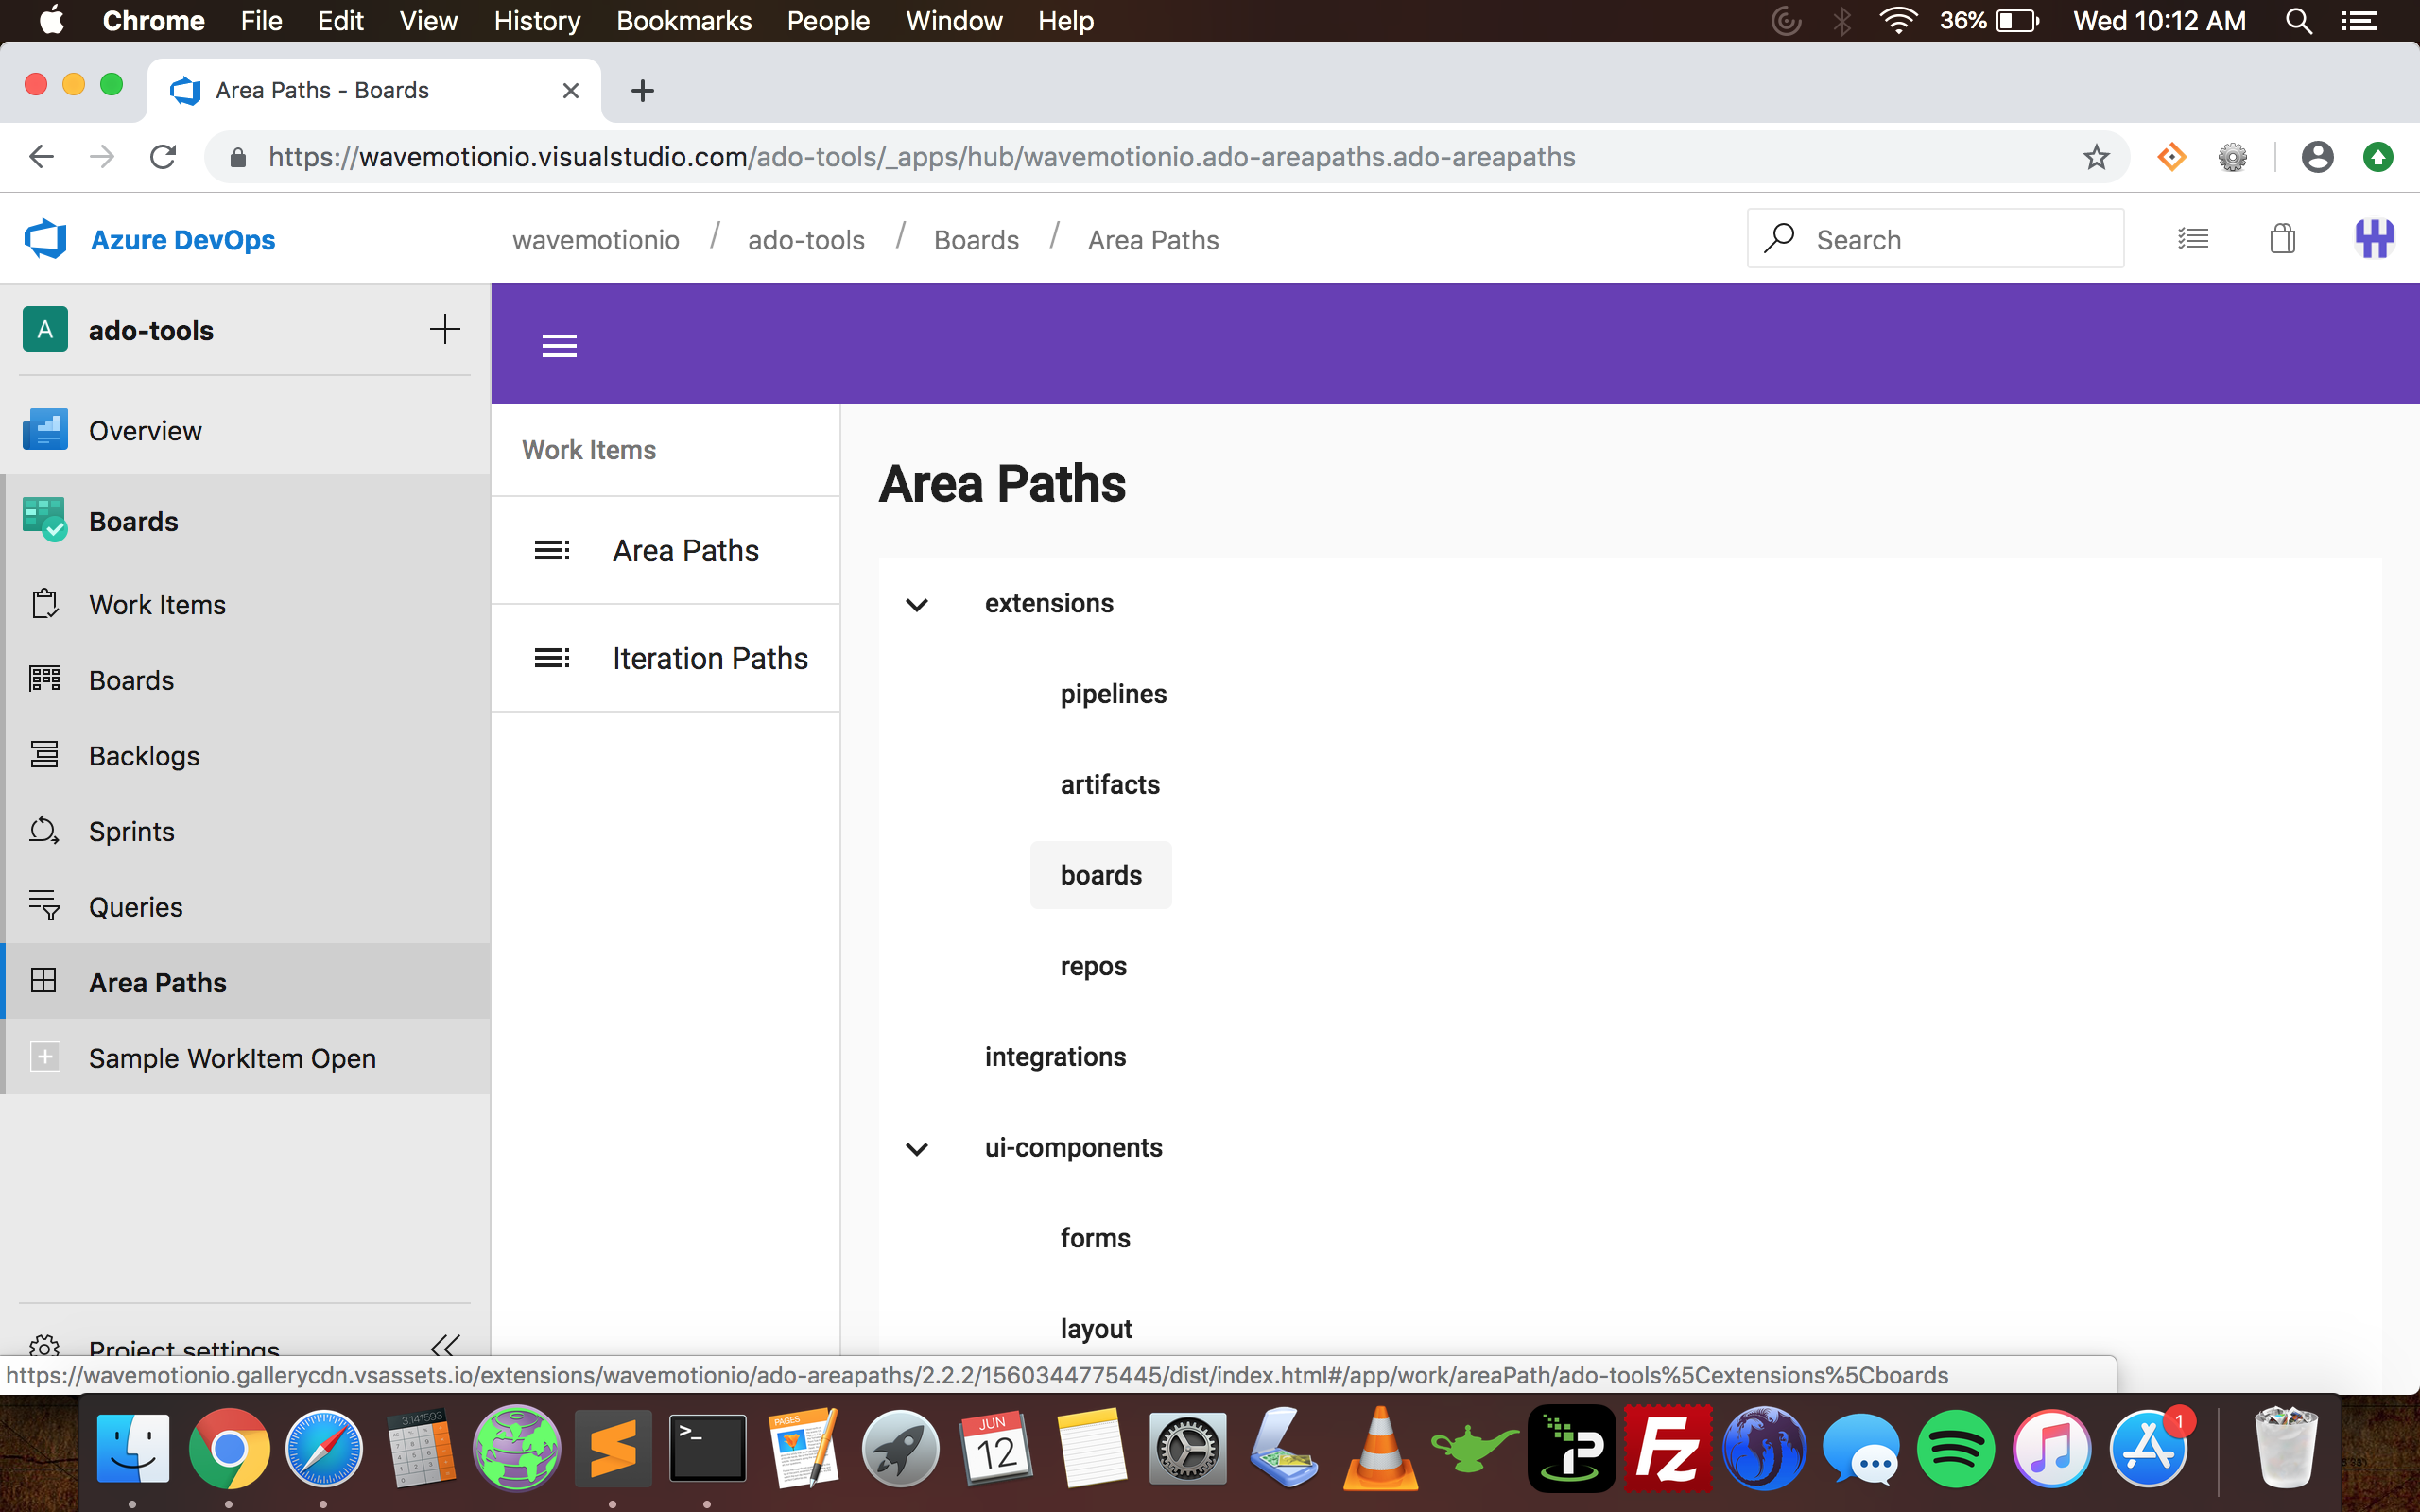 Chrome File Edit View History Bookmarks People Window Help 36% Wed 10:12 AM
Area Paths - Boards
https://wavemotionio.visualstudio.com/ado-tools/_apps/hub/wavemotionio.ado-areapaths.ado-areapaths
Azure DevOps wavemotionio / ado-tools / Boards / Area Paths Search
A ado-tools
Overview
Boards
Work Items
Boards
Backlogs
Sprints
Queries
Area Paths
Sample WorkItem Open
Project settings
Work Items
Area Paths
Iteration Paths
Area Paths
extensions
pipelines
artifacts
boards
repos
integrations
ui-components
forms
layout
https://wavemotionio.gallerycdn.vsassets.io/extensions/wavemotionio/ado-areapaths/2.2.2/1560344775445/dist/index.html#/app/work/areaPath/ado-tools%5Cextensions%5Cboards
3.141593
PAGES
JUN
12
Fz
1